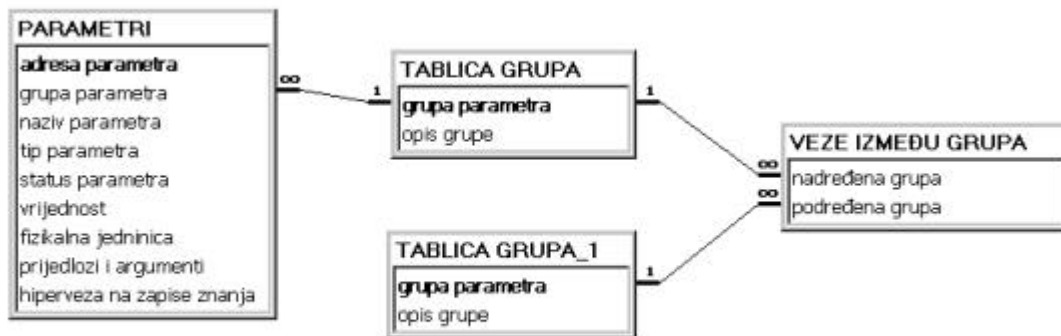 PARAMETRI
adresa parametra
grupa parametra
naziv parametra
tip parametra
status parametra
vrijednost
fizikalna jedninica
prijedlozi i argumenti
hiperveza na zapise znanja
∞
1
TABLICA GRUPA
grupa parametra
opis grupe
1
TABLICA GRUPA_1
grupa parametra
opis grupe
1
∞
∞
VEZE IZMEĐU GRUPA
nadređena grupa
podređena grupa